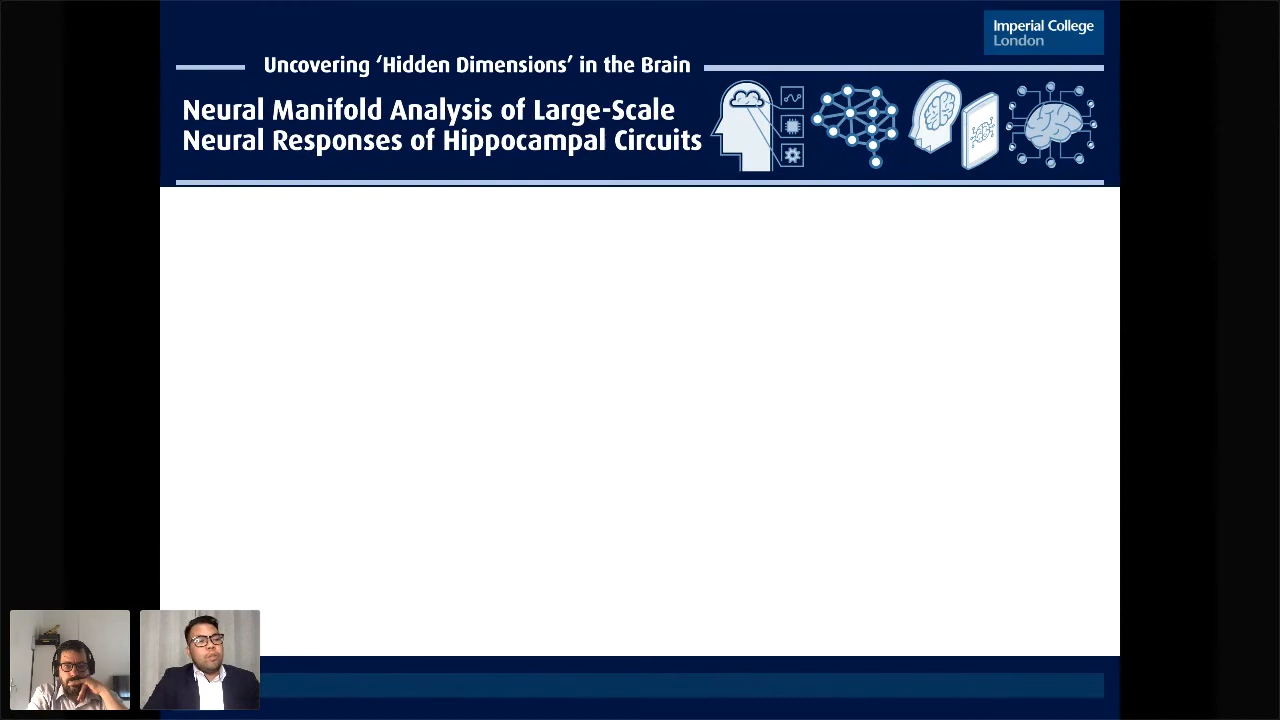 Imperial College
London
Uncovering ‘Hidden Dimensions’ in the Brain
Neural Manifold Analysis of Large-Scale
Neural Responses of Hippocampal Circuits